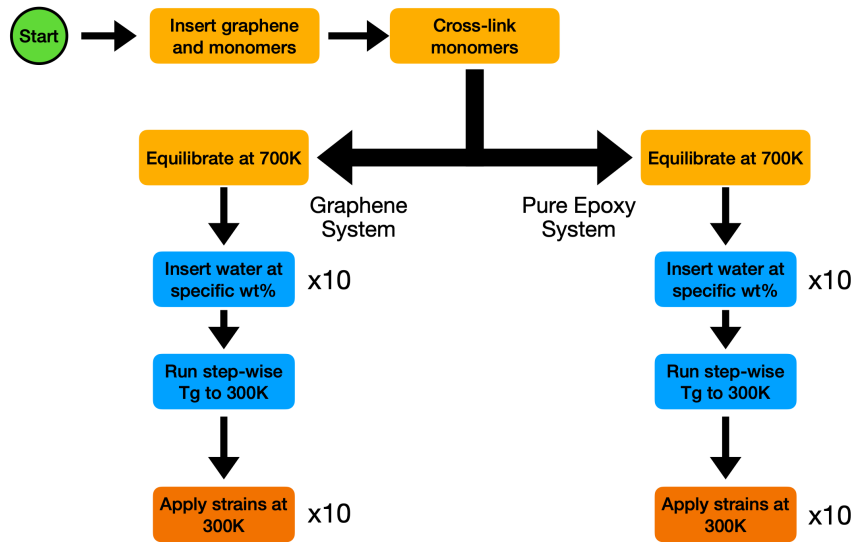 Start
Insert graphene
and monomers
Cross-link
monomers
Equilibrate at 700K
Equilibrate at 700K
Graphene
System
Pure Epoxy
System
Insert water at
specific wt%
x10
Insert water at
specific wt%
x10
Run step-wise
Tg to 300K
Run step-wise
Tg to 300K
Apply strains at
300K
x10
Apply strains at
300K
x10